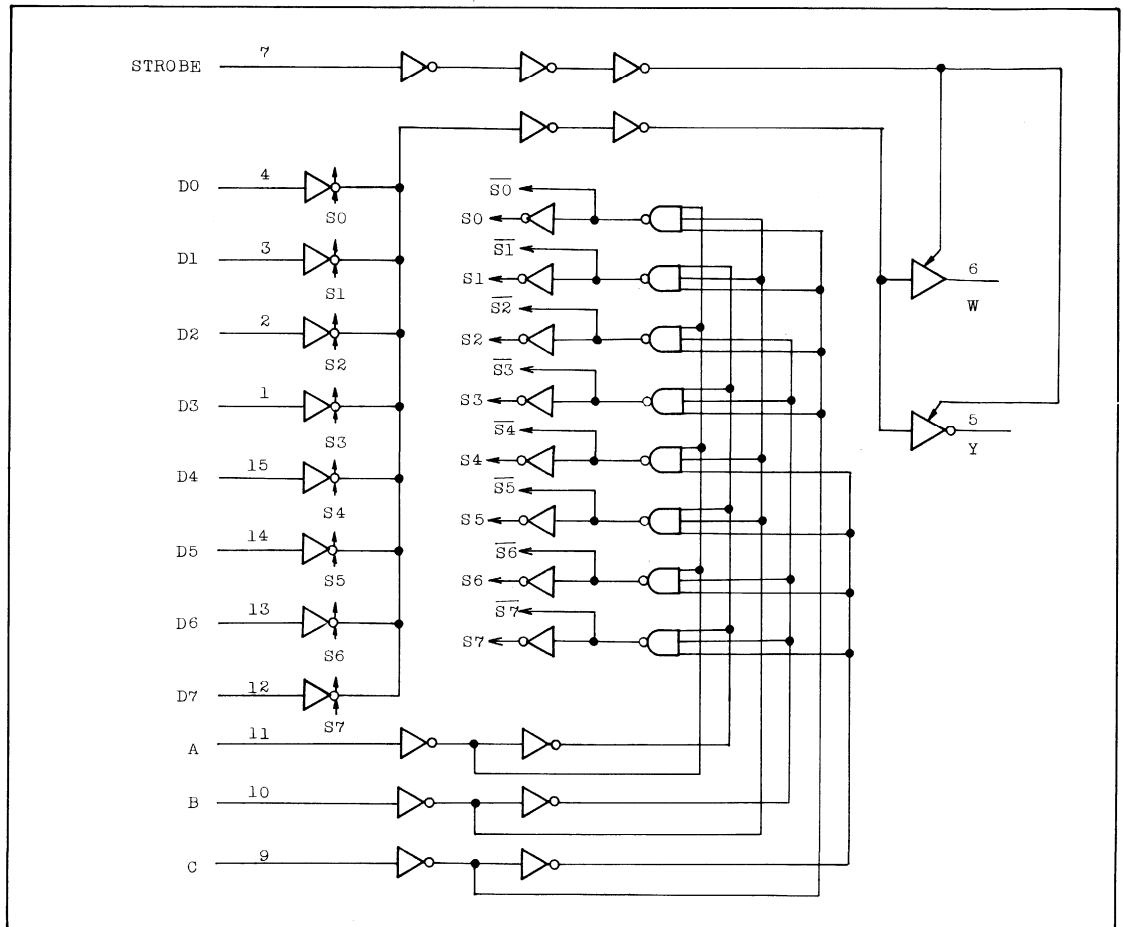 STROBE 7
D0 4
S0
D1 3
S1
D2 2
S2
D3 1
S3
D4 15
S4
D5 14
S5
D6 13
S6
D7 12
S7
A 11
B 10
C 9
S̅0̅
S0
S̅1̅
S1
S̅2̅
S2
S̅3̅
S3
S̅4̅
S4
S̅5̅
S5
S̅6̅
S6
S̅7̅
S7
6
W
5
Y